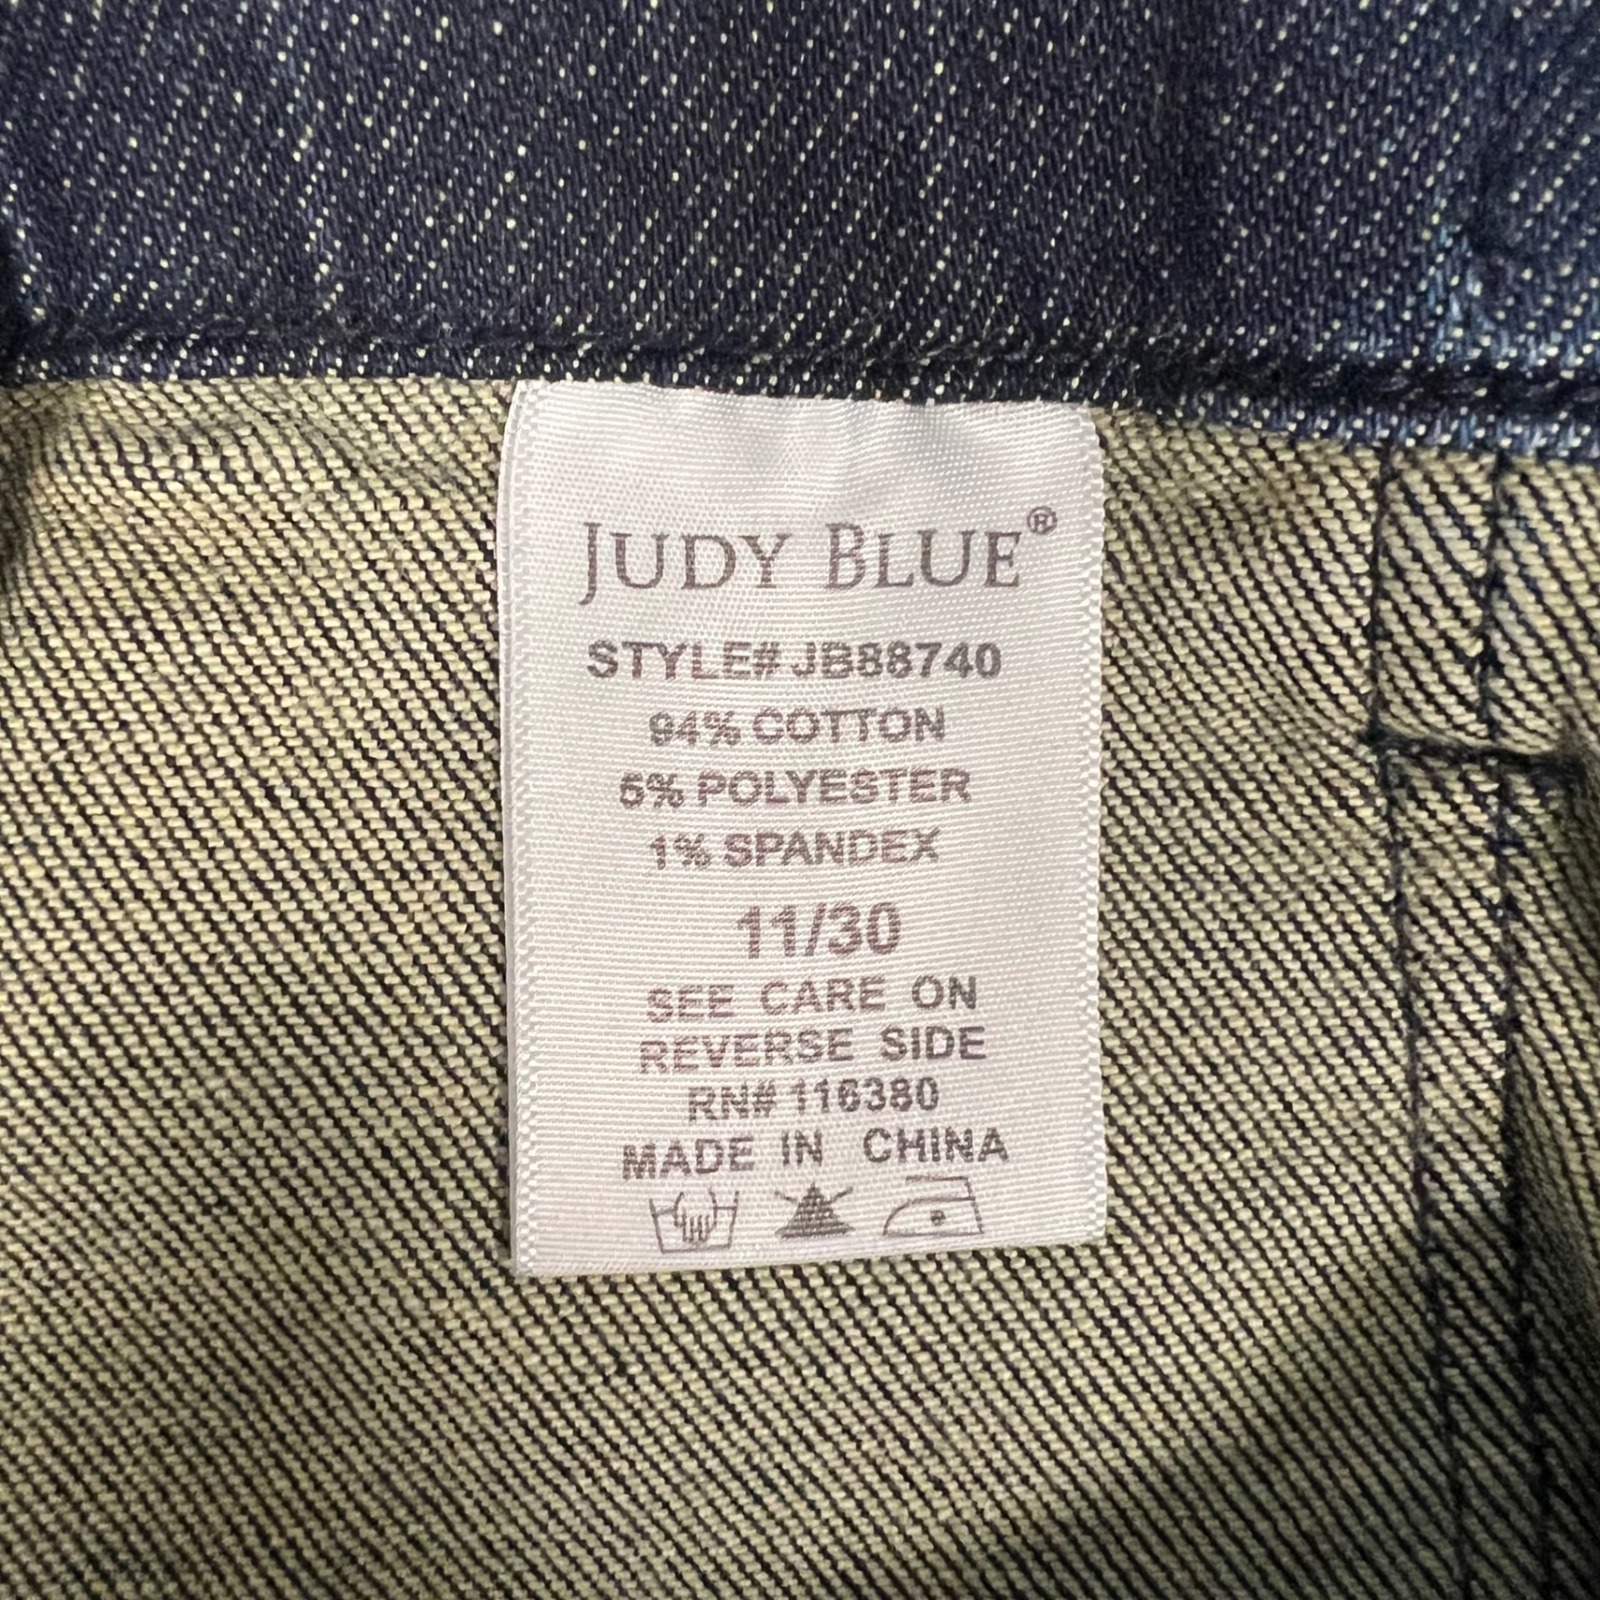 JUDY BLUE®
STYLE# JB88740
94% COTTON
5% POLYESTER
1% SPANDEX
11/30
SEE CARE ON
REVERSE SIDE
RN# 116380
MADE IN CHINA